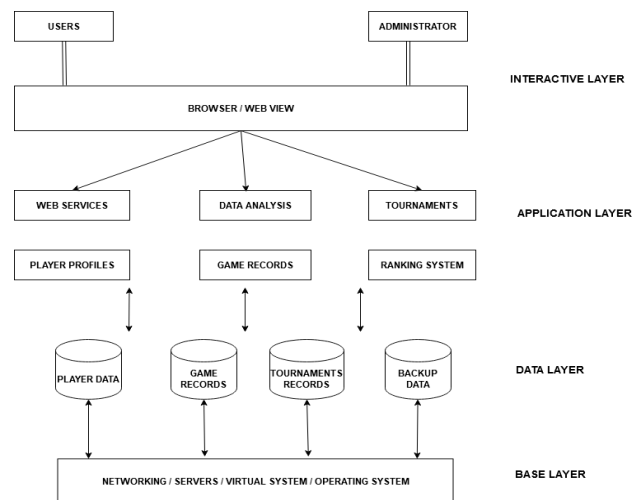 USERS
ADMINISTRATOR
INTERACTIVE LAYER
BROWSER / WEB VIEW
WEB SERVICES
DATA ANALYSIS
TOURNAMENTS
APPLICATION LAYER
PLAYER PROFILES
GAME RECORDS
RANKING SYSTEM
PLAYER DATA
GAME
RECORDS
TOURNAMENTS
RECORDS
BACKUP
DATA
DATA LAYER
NETWORKING / SERVERS / VIRTUAL SYSTEM / OPERATING SYSTEM
BASE LAYER